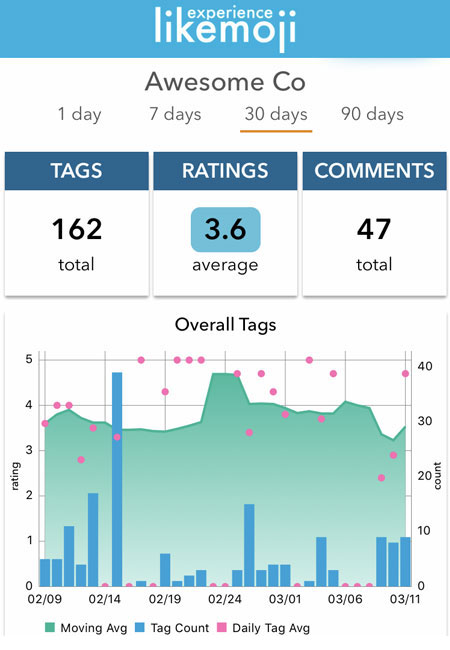 experience
likemoji
Awesome Co
1 day 7 days 30 days 90 days
TAGS RATINGS COMMENTS
162 3.6 47
total average total
Overall Tags
5
4
3
2
1
0
rating
40
30
20
10
0
count
02/09 02/14 02/19 02/24 03/01 03/06 03/11
Moving Avg Tag Count Daily Tag Avg